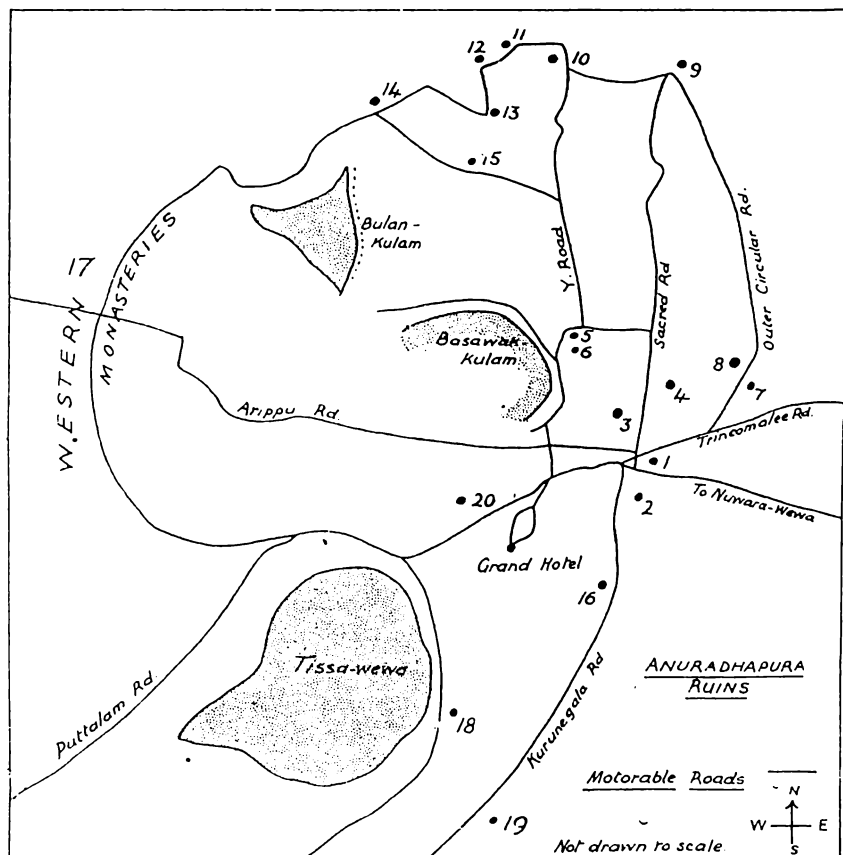 11
12
10
9
14
13
15
Bulan-
Kulam
17
WESTERN
MONASTERIES
Y. Road
Sacred Rd
Outer Circular Rd.
5
6
Basawak-
Kulam
8
7
4
3
Arippu Rd.
Trincomalee Rd.
1
To Nuwara-Wewa
2
20
Grand Hotel
16
Tissa-wewa
Puttalam Rd.
Kurunegala Rd
18
19
ANURADHAPURA
RUINS
Motorable Roads
N
W
E
S
Not drawn to scale.